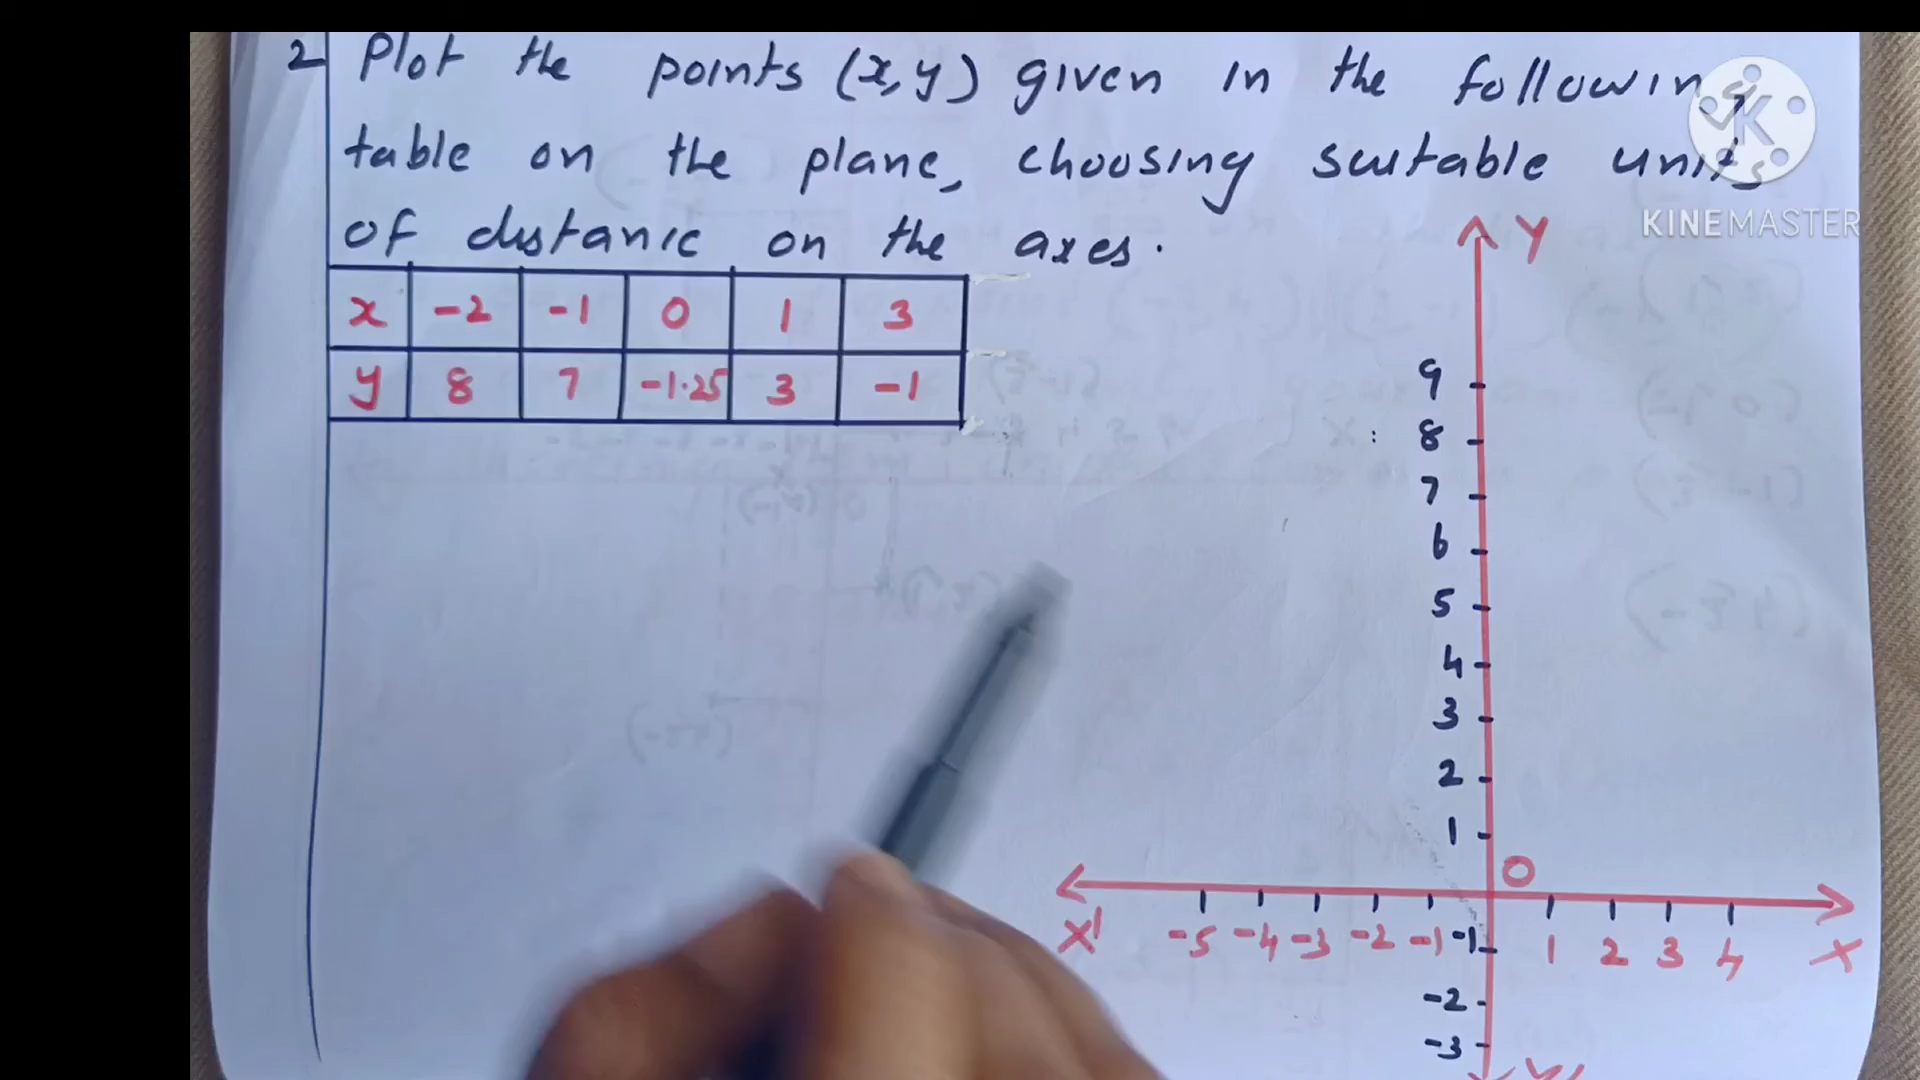 2 Plot the points (x,y) given in the following
table on the plane, choosing suitable units
of distance on the axes.
x -2 -1 0 1 3
y 8 7 -1.25 3 -1
KINEMASTER
Y
9
8
7
6
5
4
3
2
1
O
X' -5 -4 -3 -2 -1 -1 1 2 3 4 X
-2
-3